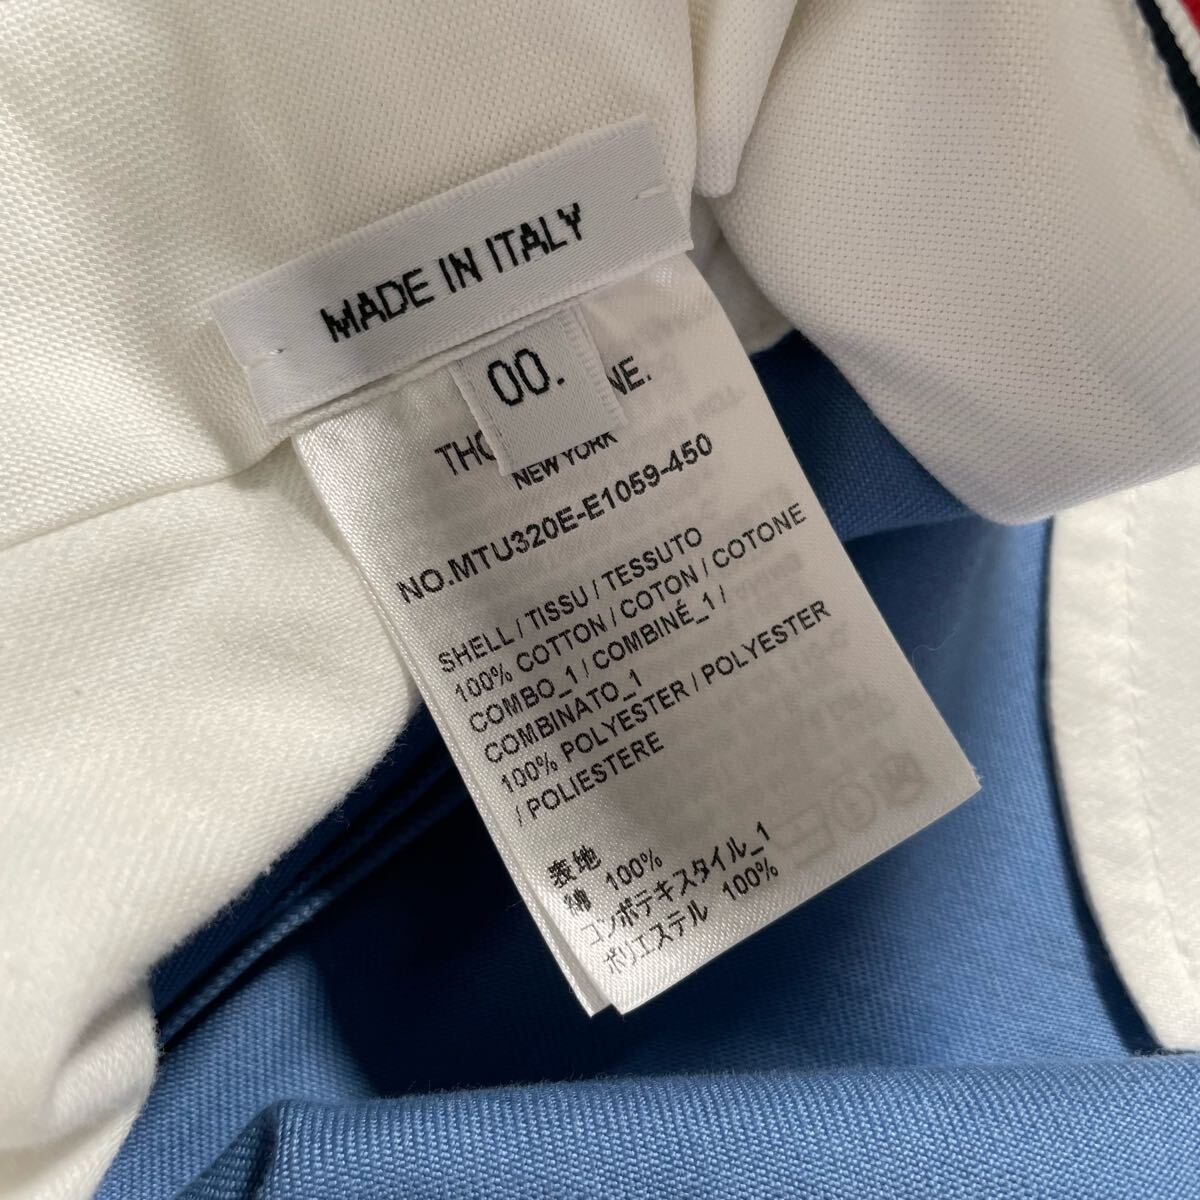 MADE IN ITALY
00.
NEW YORK
NO.MTU320E-E1059-450
SHELL / TISSU / TESSUTO
100% COTTON / COTON / COTONE
COMBO_1 / COMBINÉ_1 /
COMBINATO_1
100% POLYESTER / POLYESTER
/ POLIESTERE
表地
綿 100%
コンボテキスタイル_1
ポリエステル 100%